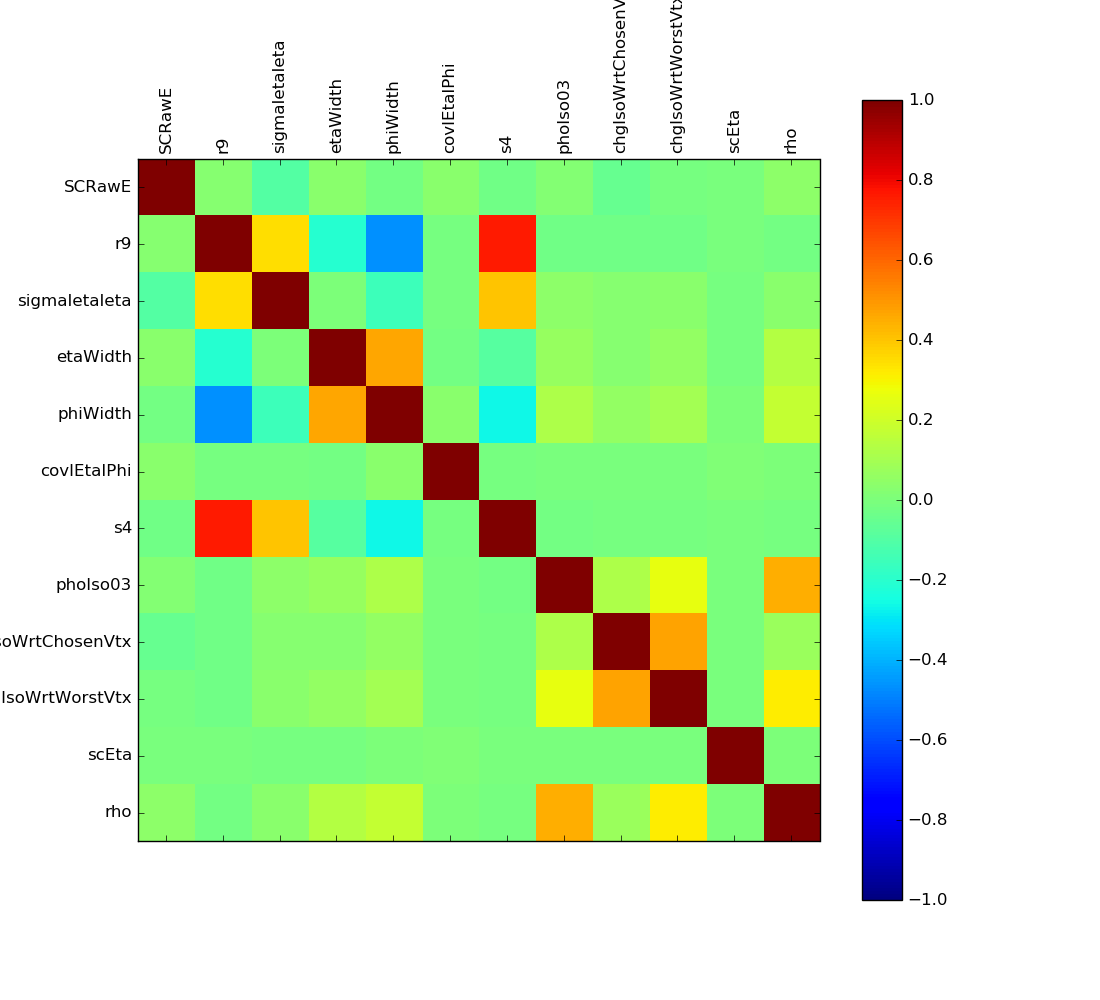 SCRawE
r9
sigmaIetaIeta
etaWidth
phiWidth
covIEtaIPhi
s4
phoIso03
chgIsoWrtChosenV
chgIsoWrtWorstVtx
scEta
rho
SCRawE
r9
sigmaIetaIeta
etaWidth
phiWidth
covIEtaIPhi
s4
phoIso03
soWrtChosenVtx
IsoWrtWorstVtx
scEta
rho
1.0
0.8
0.6
0.4
0.2
0.0
−0.2
−0.4
−0.6
−0.8
−1.0